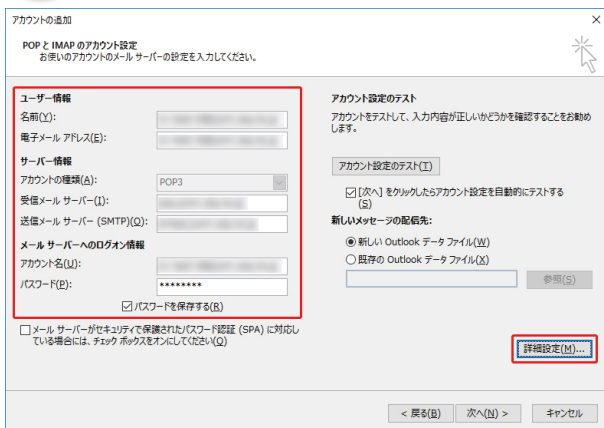 アカウントの追加
POP と IMAP のアカウント設定
お使いのアカウントのメール サーバーの設定を入力してください。
ユーザー情報
名前(Y):
電子メール アドレス(E):
サーバー情報
アカウントの種類(A):
POP3
受信メール サーバー(I):
送信メール サーバー (SMTP)(O):
メール サーバーへのログオン情報
アカウント名(U):
パスワード(P):
********
パスワードを保存する(R)
メール サーバーがセキュリティで保護されたパスワード認証 (SPA) に対応し
ている場合には、チェック ボックスをオンにしてください(Q)
アカウント設定のテスト
アカウントをテストして、入力内容が正しいかどうかを確認することをお勧め
します。
アカウント設定のテスト(T)
[次へ] をクリックしたらアカウント設定を自動的にテストする
(S)
新しいメッセージの配信先:
新しい Outlook データ ファイル(W)
既存の Outlook データ ファイル(X)
参照(S)
詳細設定(M)...
< 戻る(B)
次へ(N) >
キャンセル